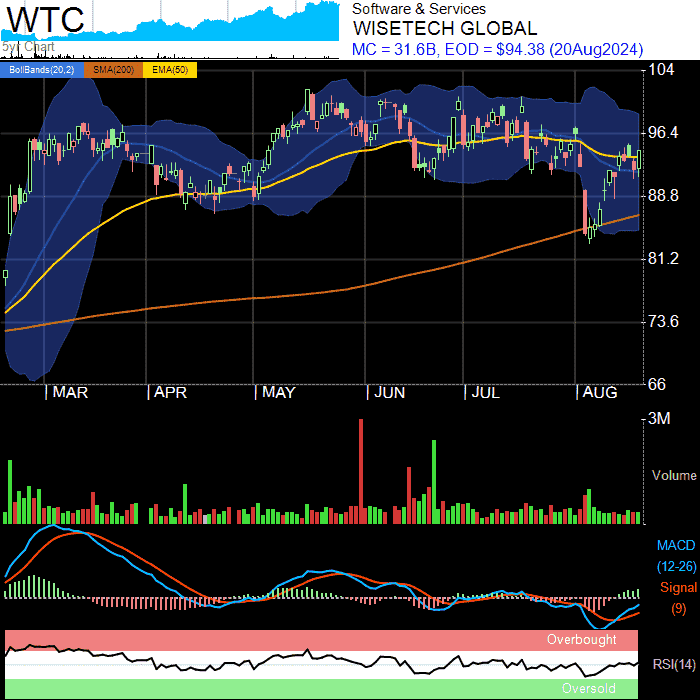 WTC
5yr Chart
Software & Services
WISETECH GLOBAL
MC = 31.6B, EOD = $94.38 (20Aug2024)
BollBands(20,2) SMA(200) EMA(50)
104
96.4
88.8
81.2
73.6
66
MAR APR MAY JUN JUL AUG
3M
Volume
MACD
(12-26)
Signal
(9)
Overbought
RSI(14)
Oversold